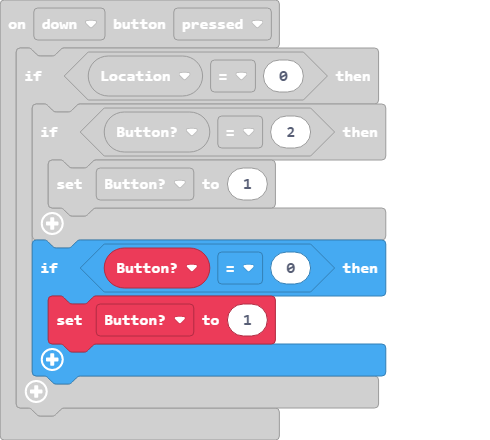 on down button pressed
if Location = 0 then
if Button? = 2 then
set Button? to 1
if Button? = 0 then
set Button? to 1